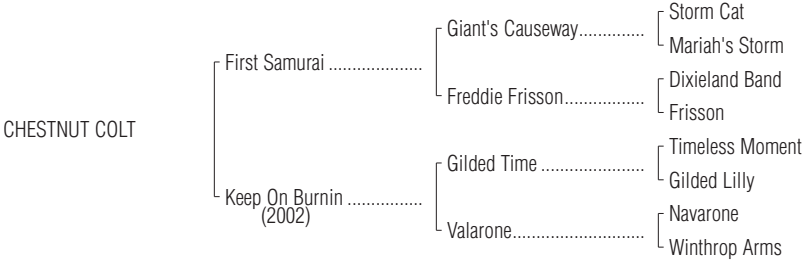 Storm Cat
Giant's Causeway..............
Mariah's Storm
First Samurai ....................
Dixieland Band
Freddie Frisson.................
Frisson
CHESTNUT COLT
Timeless Moment
Gilded Time ......................
Gilded Lilly
Keep On Burnin ................
(2002)
Navarone
Valarone............................
Winthrop Arms